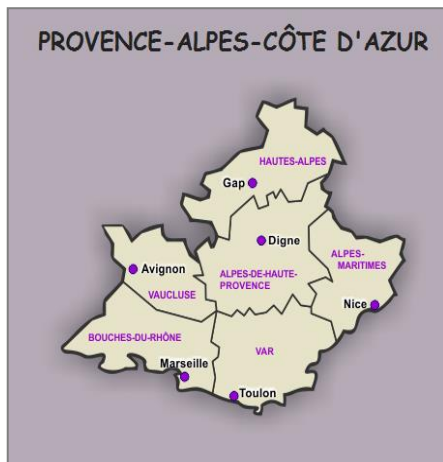 PROVENCE-ALPES-CÔTE D'AZUR
HAUTES-ALPES
Gap
Digne
ALPES-
MARITIMES
Avignon
ALPES-DE-HAUTE-
PROVENCE
VAUCLUSE
Nice
BOUCHES-DU-RHÔNE
VAR
Marseille
Toulon